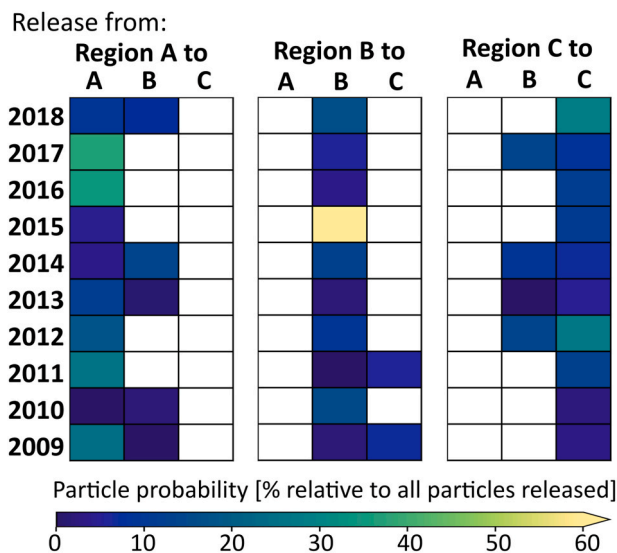 Release from:
Region A to Region B to Region C to
A B C A B C A B C
2018
2017
2016
2015
2014
2013
2012
2011
2010
2009
Particle probability [% relative to all particles released]
0 10 20 30 40 50 60